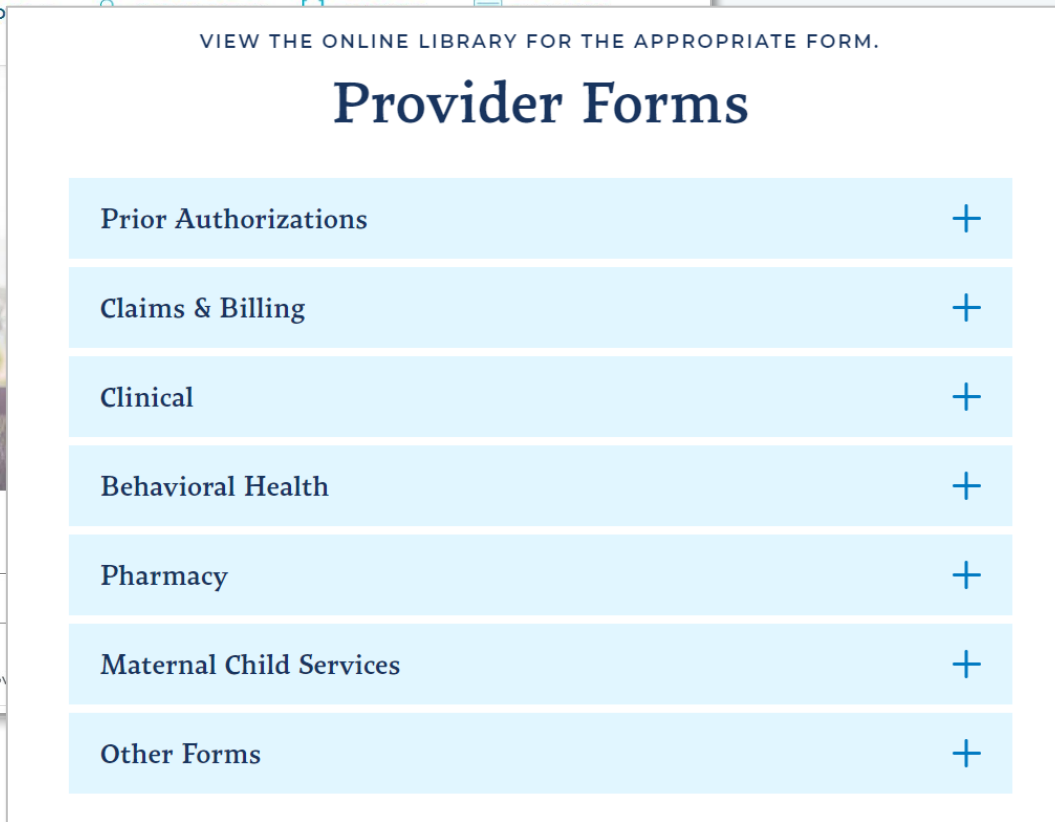 VIEW THE ONLINE LIBRARY FOR THE APPROPRIATE FORM.
Provider Forms
Prior Authorizations
Claims & Billing
Clinical
Behavioral Health
Pharmacy
Maternal Child Services
Other Forms